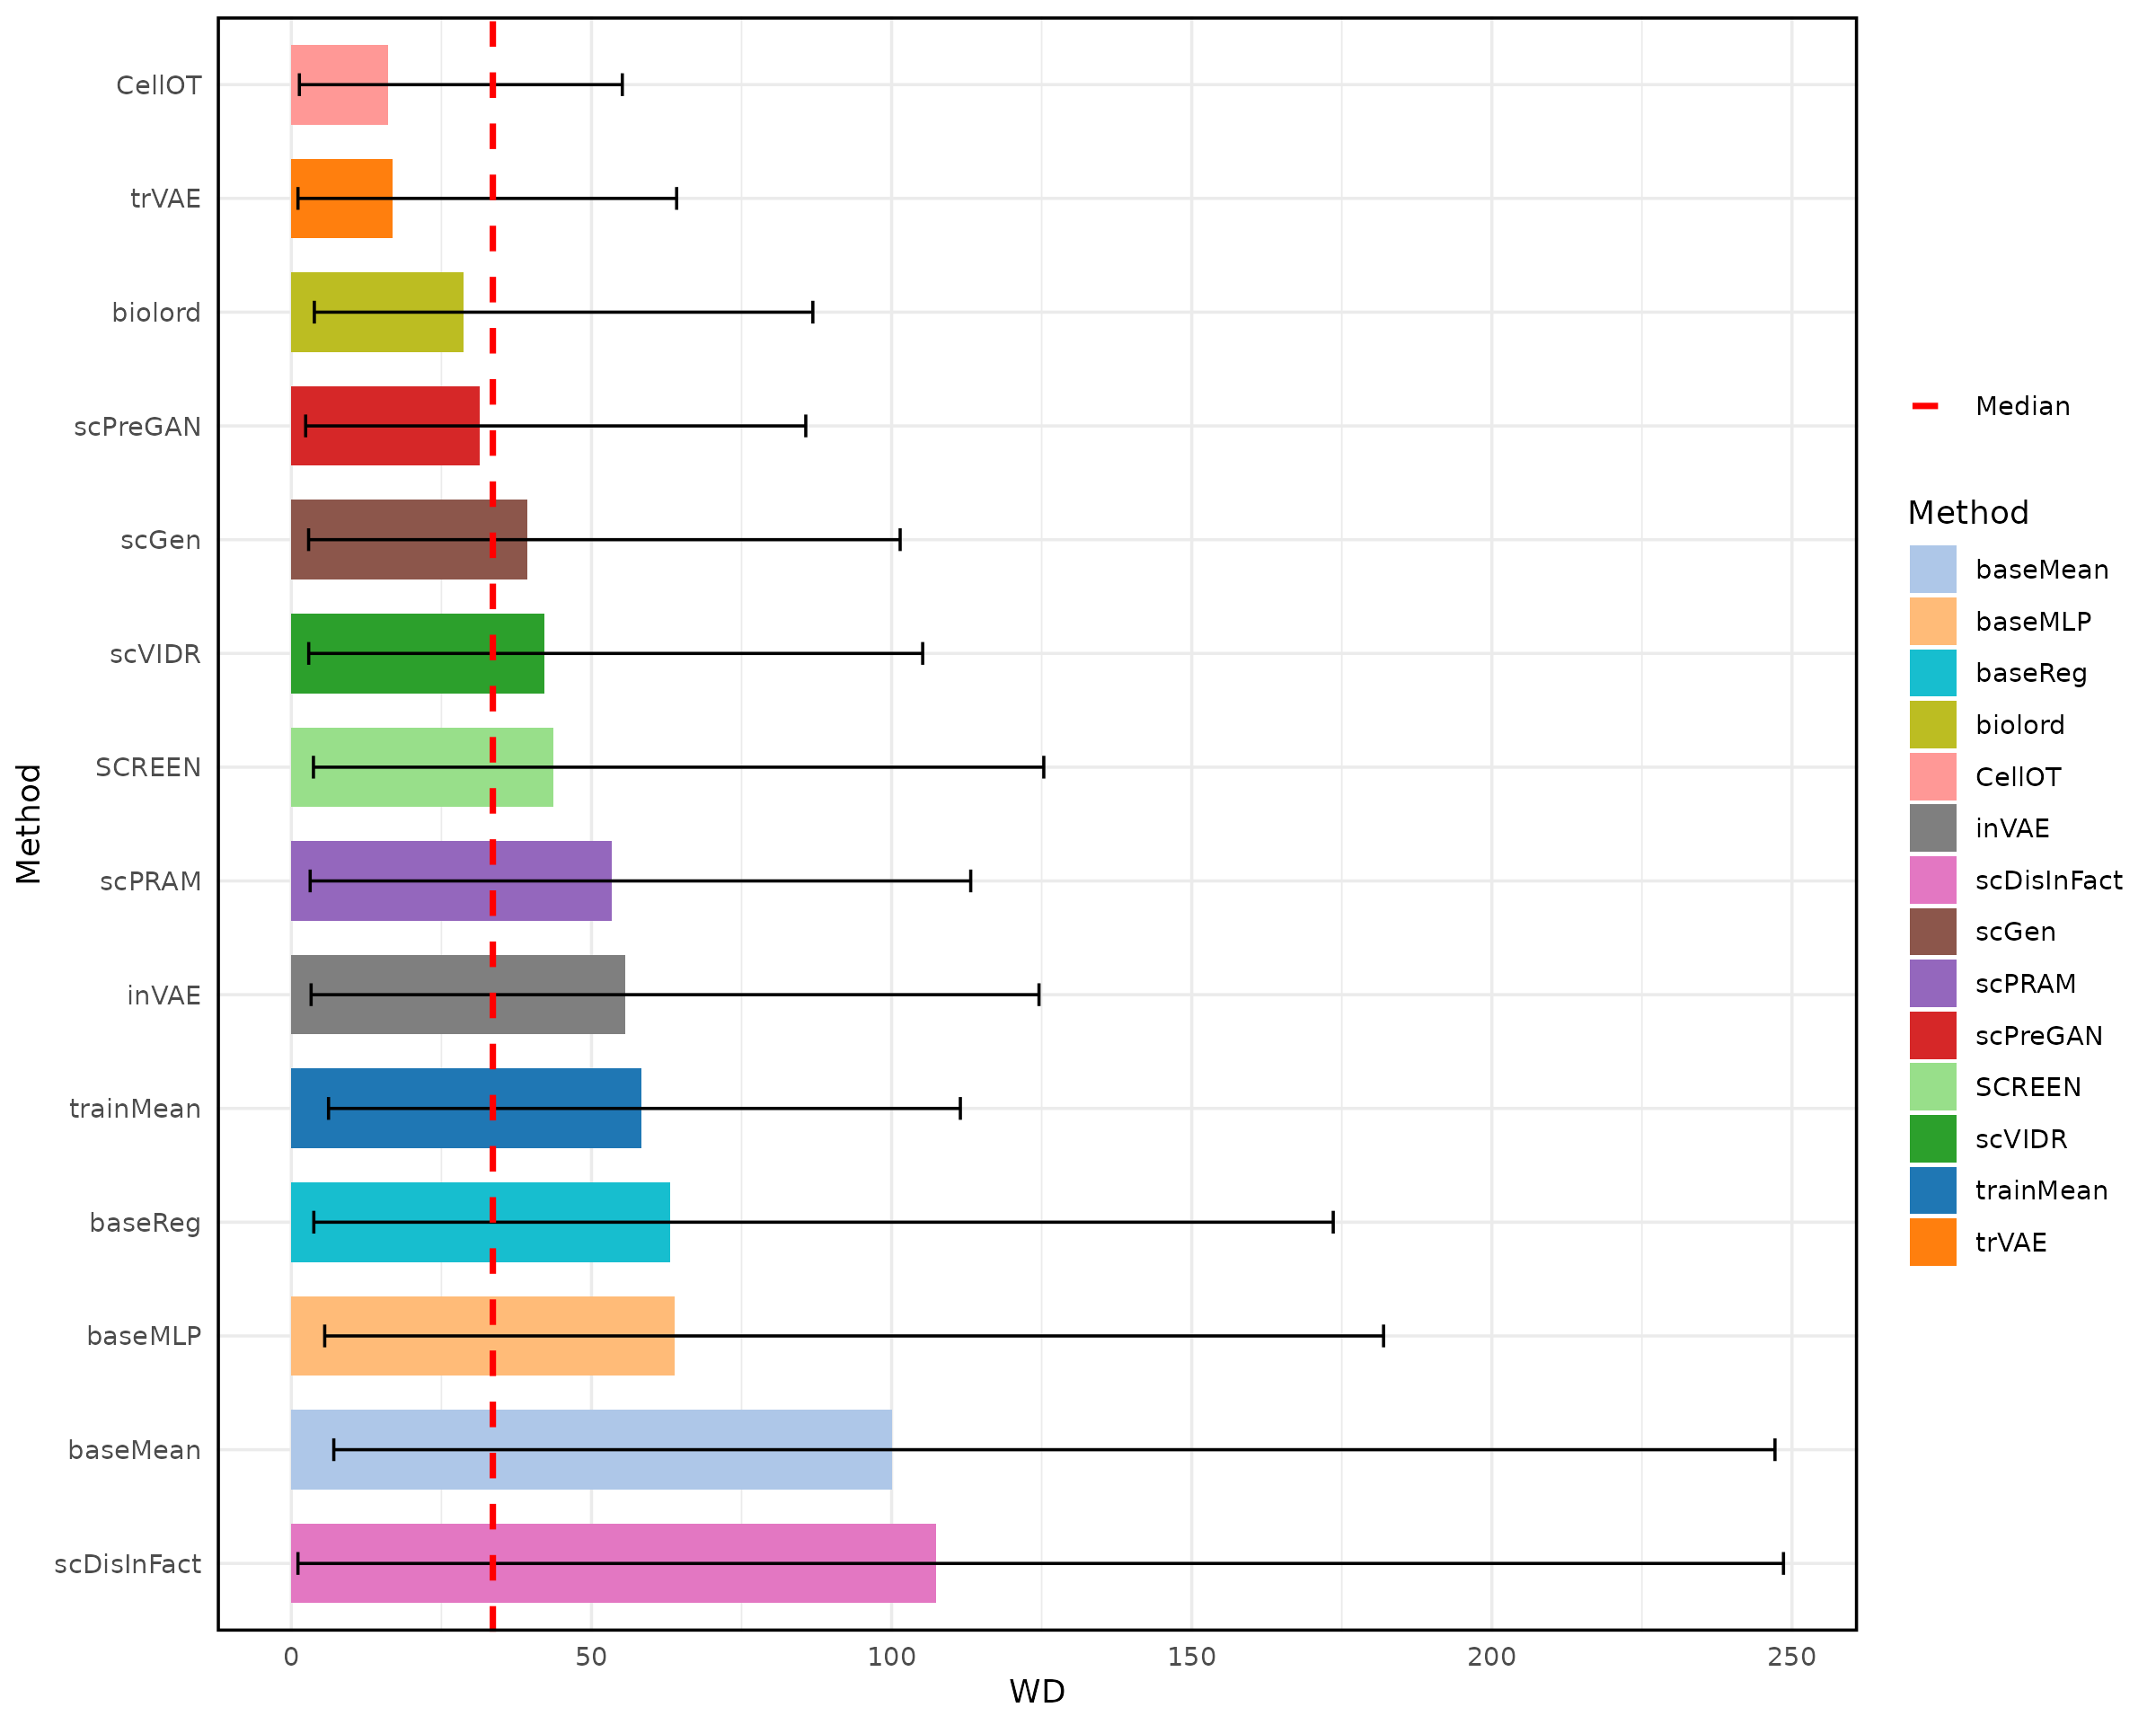 Method
CellOT
trVAE
biolord
scPreGAN
scGen
scVIDR
SCREEN
scPRAM
inVAE
trainMean
baseReg
baseMLP
baseMean
scDisInFact
0 50 100 150 200 250
WD
Median
Method
baseMean
baseMLP
baseReg
biolord
CellOT
inVAE
scDisInFact
scGen
scPRAM
scPreGAN
SCREEN
scVIDR
trainMean
trVAE